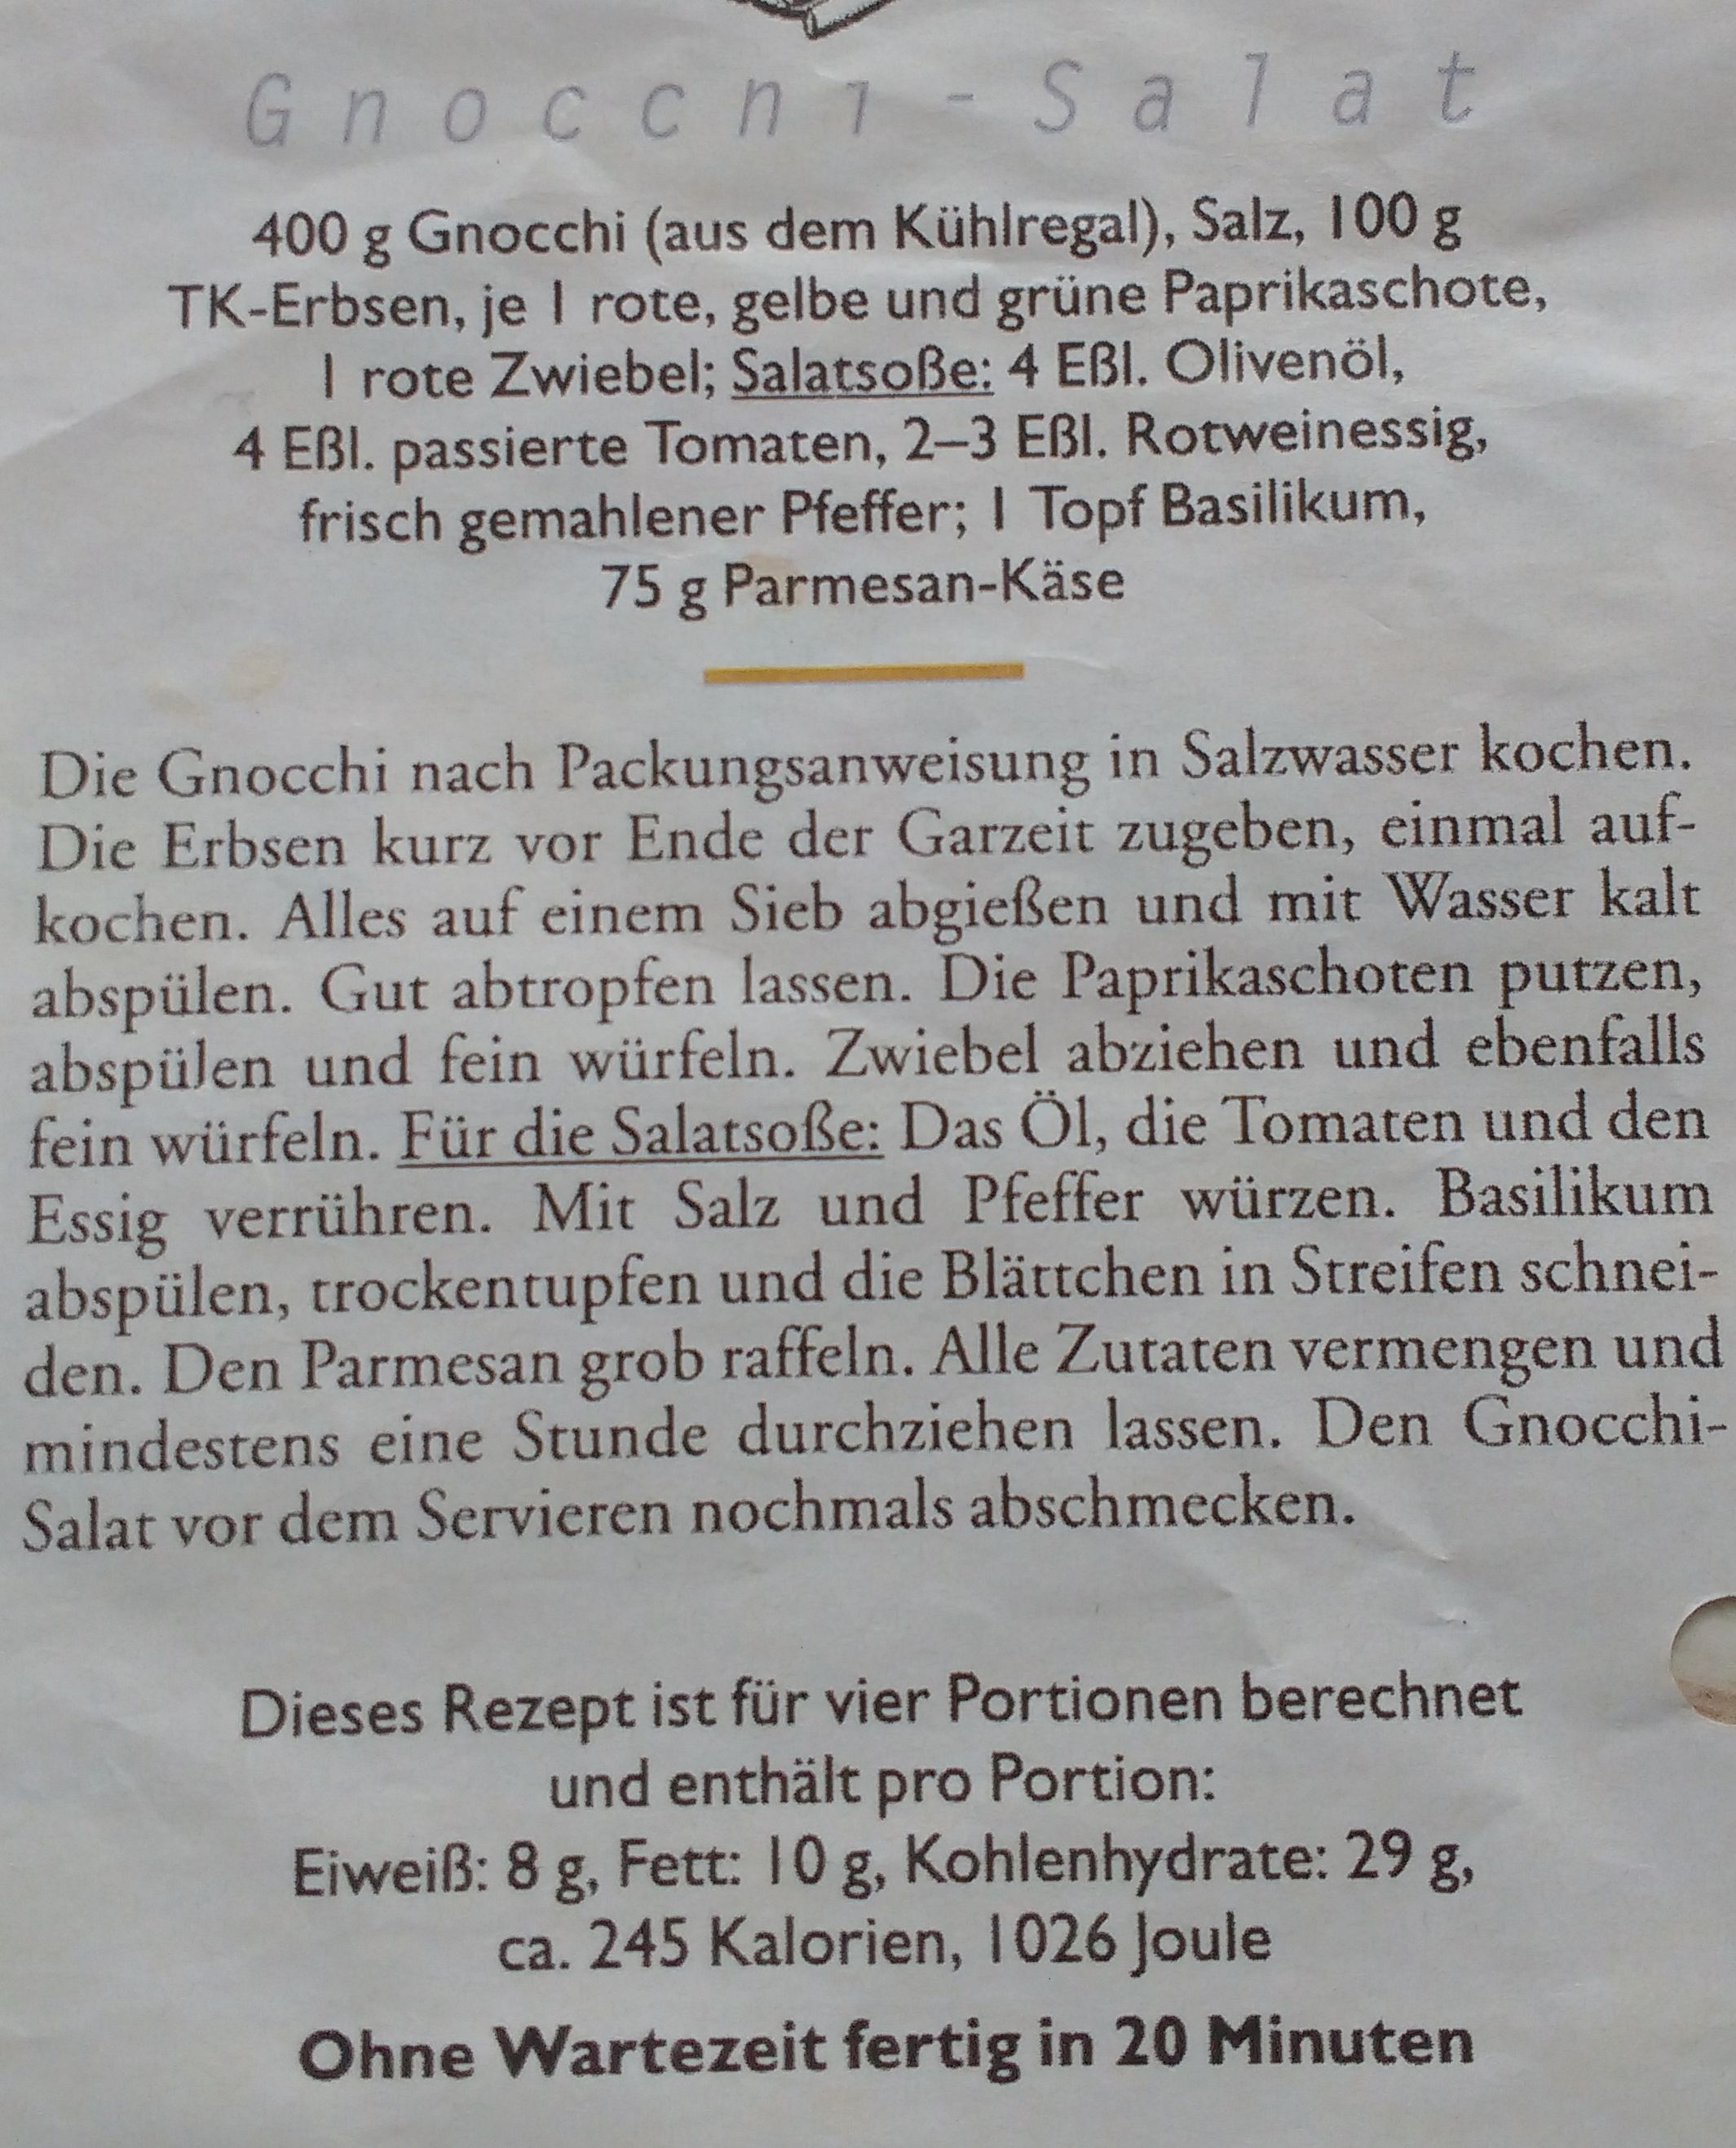 Gnocchi-Salat
400 g Gnocchi (aus dem Kühlregal), Salz, 100 g
TK-Erbsen, je 1 rote, gelbe und grüne Paprikaschote,
1 rote Zwiebel; Salatsoße: 4 Eßl. Olivenöl,
4 Eßl. passierte Tomaten, 2–3 Eßl. Rotweinessig,
frisch gemahlener Pfeffer; 1 Topf Basilikum,
75 g Parmesan-Käse
Die Gnocchi nach Packungsanweisung in Salzwasser kochen.
Die Erbsen kurz vor Ende der Garzeit zugeben, einmal auf-
kochen. Alles auf einem Sieb abgießen und mit Wasser kalt
abspülen. Gut abtropfen lassen. Die Paprikaschoten putzen,
abspülen und fein würfeln. Zwiebel abziehen und ebenfalls
fein würfeln. Für die Salatsoße: Das Öl, die Tomaten und den
Essig verrühren. Mit Salz und Pfeffer würzen. Basilikum
abspülen, trockentupfen und die Blättchen in Streifen schnei-
den. Den Parmesan grob raffeln. Alle Zutaten vermengen und
mindestens eine Stunde durchziehen lassen. Den Gnocchi-
Salat vor dem Servieren nochmals abschmecken.
Dieses Rezept ist für vier Portionen berechnet
und enthält pro Portion:
Eiweiß: 8 g, Fett: 10 g, Kohlenhydrate: 29 g,
ca. 245 Kalorien, 1026 Joule
Ohne Wartezeit fertig in 20 Minuten